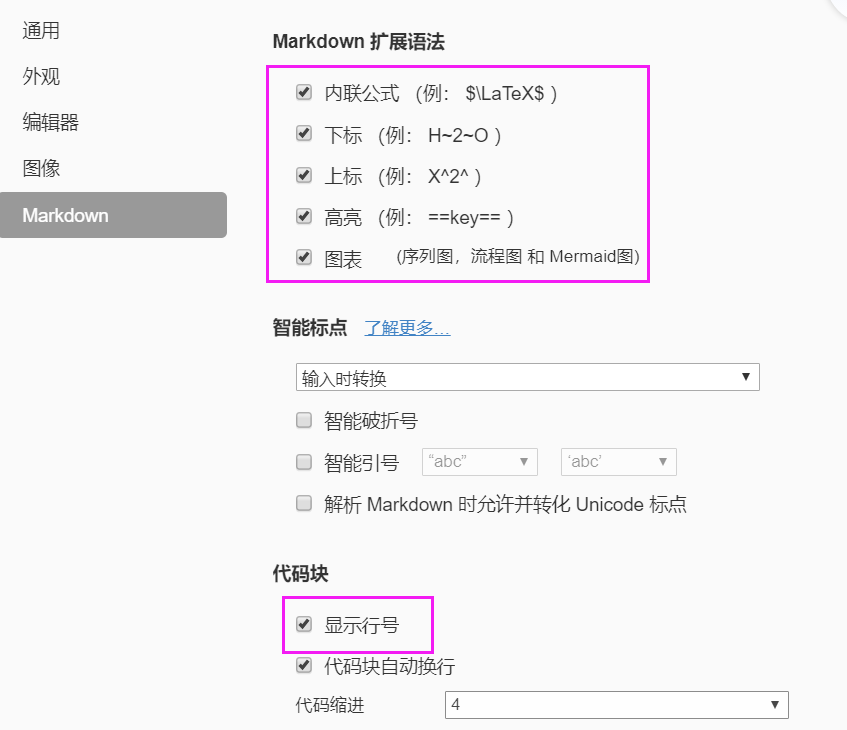 通用
外观
编辑器
图像
Markdown
Markdown 扩展语法
内联公式 (例: $\LaTeX$ )
下标 (例: H~2~O )
上标 (例: X^2^ )
高亮 (例: ==key== )
图表 (序列图，流程图 和 Mermaid图)
智能标点 了解更多...
输入时转换
智能破折号
智能引号 “abc” ‘abc’
解析 Markdown 时允许并转化 Unicode 标点
代码块
显示行号
代码块自动换行
代码缩进 4